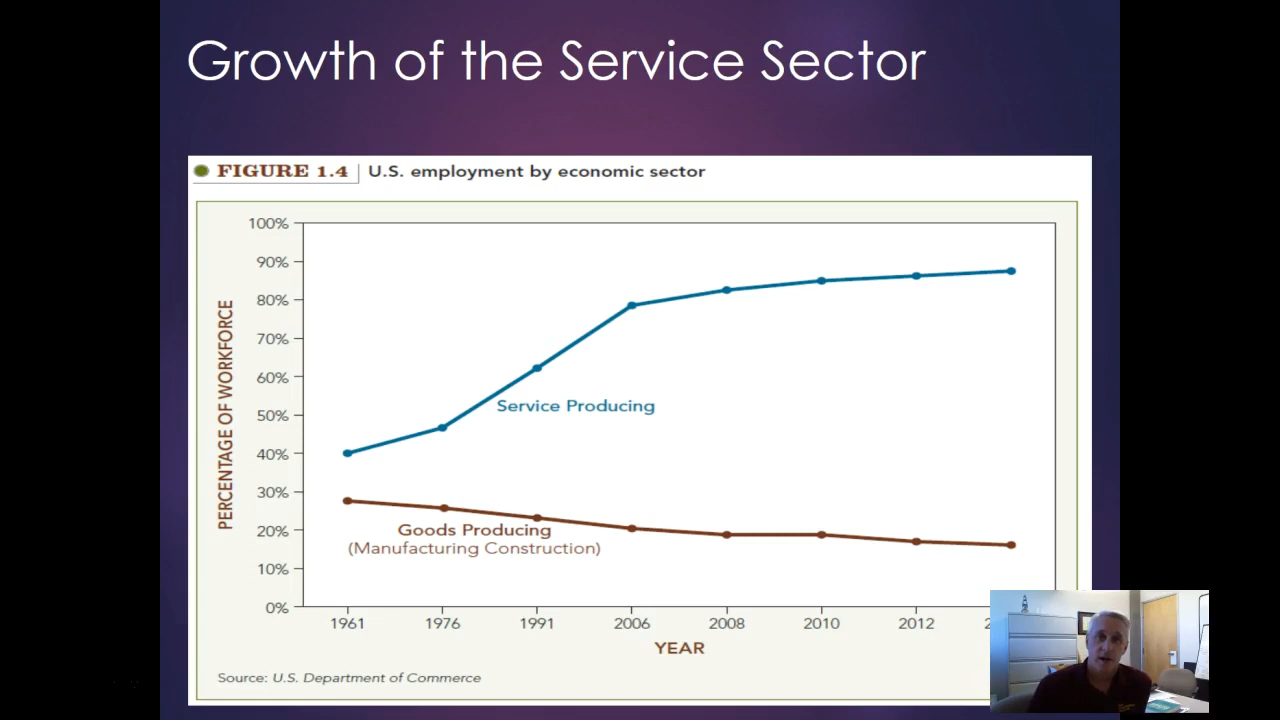 Growth of the Service Sector
FIGURE 1.4 U.S. employment by economic sector
100%
90%
80%
70%
60%
50%
40%
30%
20%
10%
0%
PERCENTAGE OF WORKFORCE
Service Producing
Goods Producing
(Manufacturing Construction)
1961 1976 1991 2006 2008 2010 2012
YEAR
Source: U.S. Department of Commerce